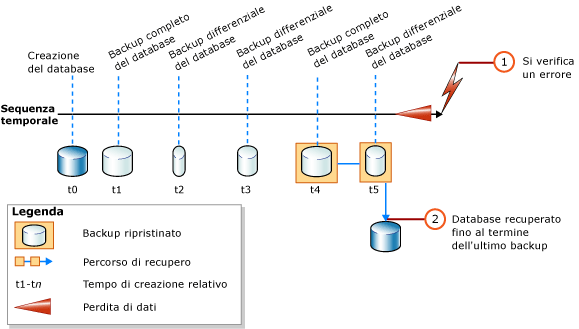 Creazione
del database
Backup completo
del database
Backup differenziale
del database
Backup differenziale
del database
Backup completo
del database
Backup differenziale
del database
1
Si verifica
un errore
Sequenza
temporale
t0
t1
t2
t3
t4
t5
2
Database recuperato
fino al termine
dell'ultimo backup
Legenda
Backup ripristinato
Percorso di recupero
t1-tn
Tempo di creazione relativo
Perdita di dati